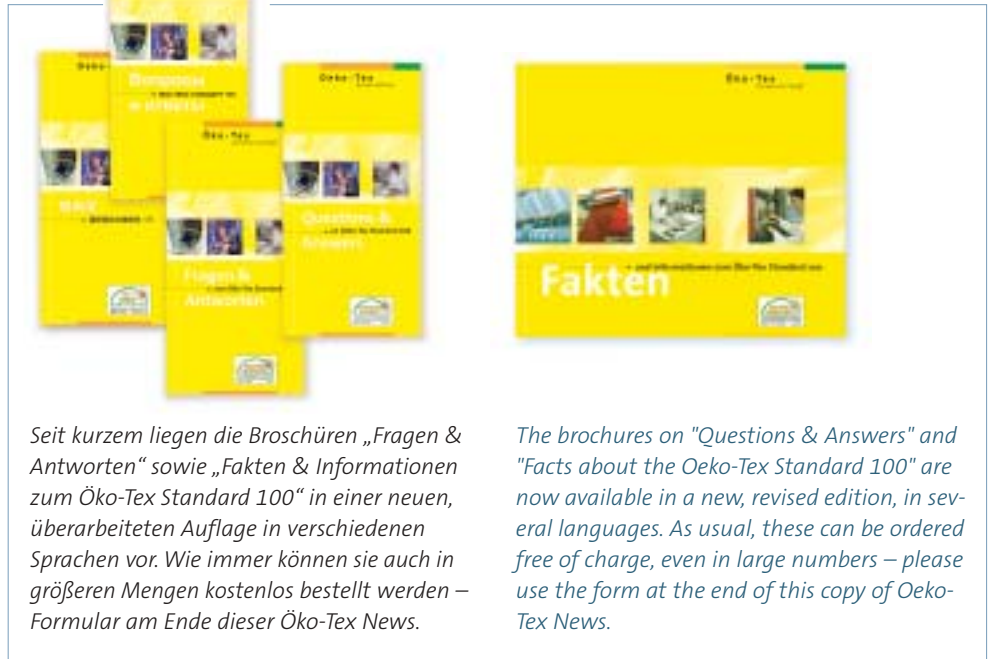 Öko-Tex
Fragen &
Antworten
Questions &
Answers
Öko-Tex
Fakten
Seit kurzem liegen die Broschüren „Fragen &
Antworten“ sowie „Fakten & Informationen
zum Öko-Tex Standard 100“ in einer neuen,
überarbeiteten Auflage in verschiedenen
Sprachen vor. Wie immer können sie auch in
größeren Mengen kostenlos bestellt werden –
Formular am Ende dieser Öko-Tex News.
The brochures on "Questions & Answers" and
"Facts about the Oeko-Tex Standard 100" are
now available in a new, revised edition, in sev-
eral languages. As usual, these can be ordered
free of charge, even in large numbers – please
use the form at the end of this copy of Oeko-
Tex News.